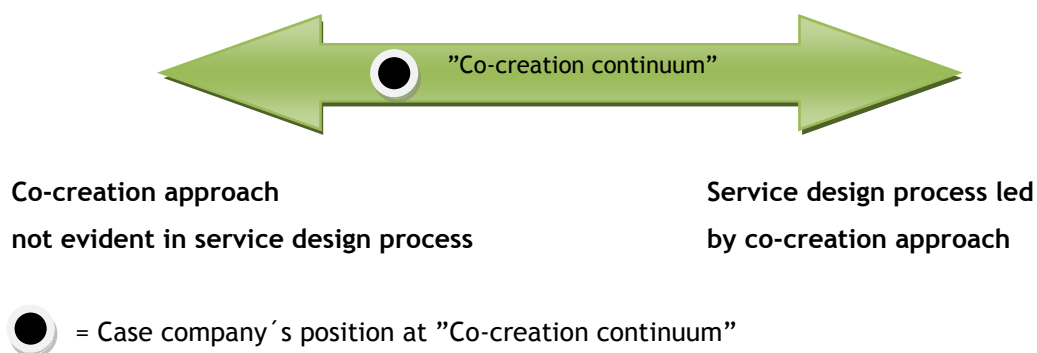 ”Co-creation continuum”
Co-creation approach
not evident in service design process
Service design process led
by co-creation approach
= Case company´s position at ”Co-creation continuum”